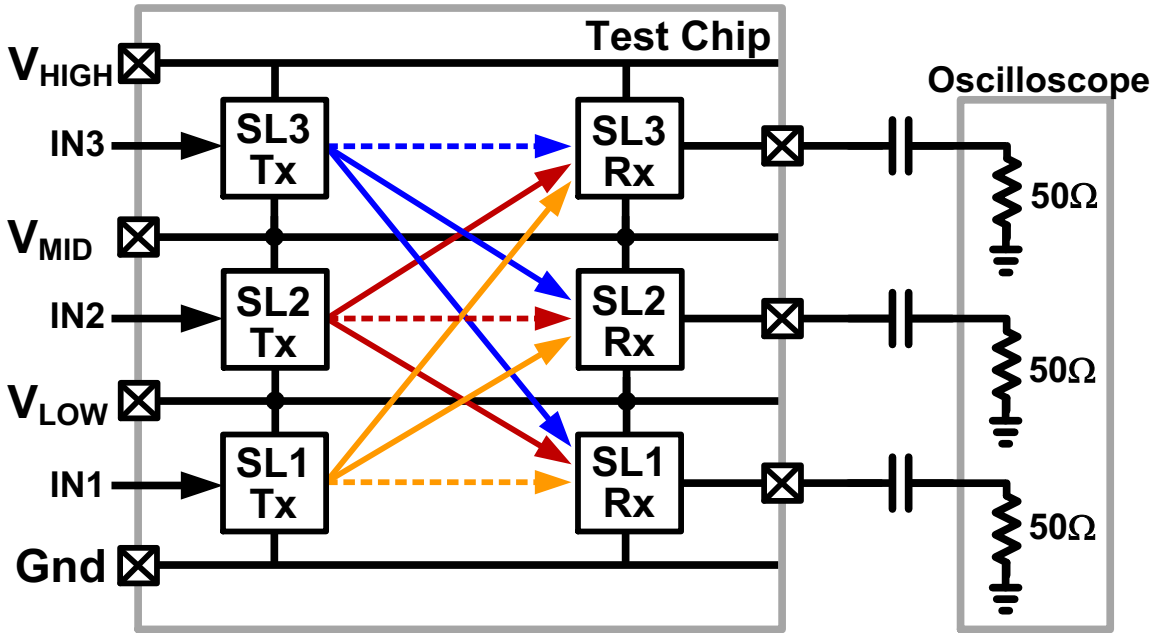 Test Chip
Oscilloscope
VHIGH
IN3
SL3
Tx
SL3
Rx
50Ω
VMID
IN2
SL2
Tx
SL2
Rx
50Ω
VLOW
IN1
SL1
Tx
SL1
Rx
50Ω
Gnd